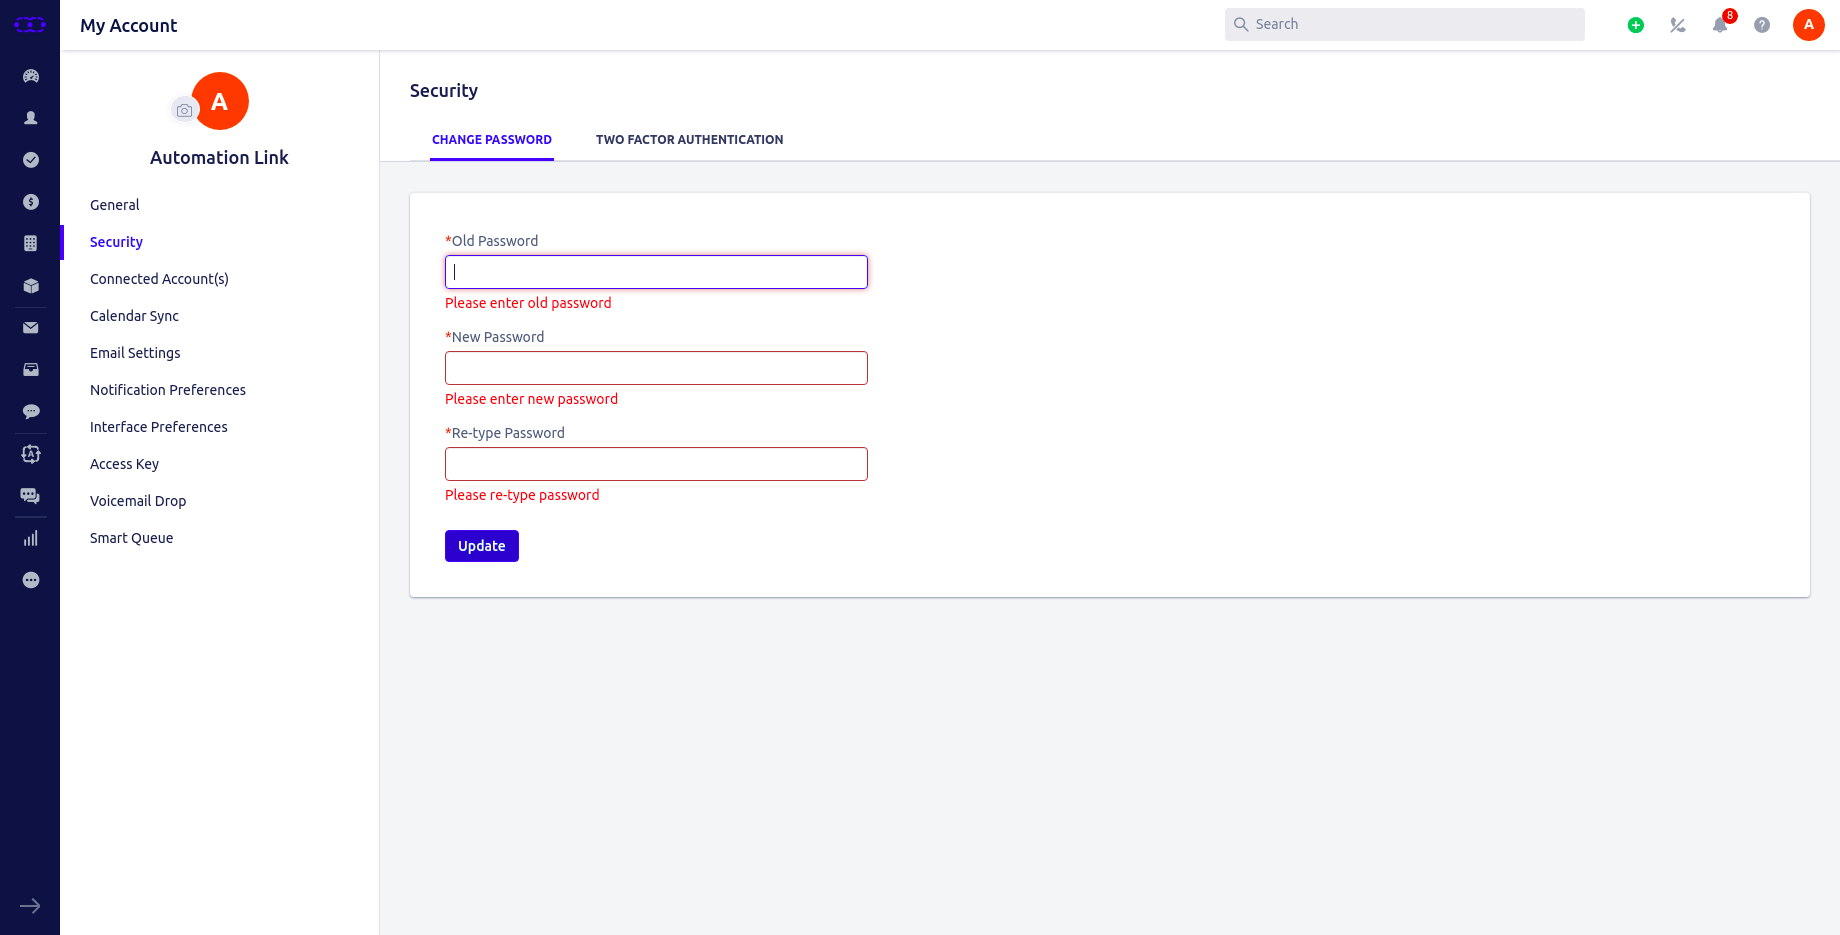 My Account
Search
8
A
A
Automation Link
General
Security
Connected Account(s)
Calendar Sync
Email Settings
Notification Preferences
Interface Preferences
Access Key
Voicemail Drop
Smart Queue
Security
CHANGE PASSWORD
TWO FACTOR AUTHENTICATION
*Old Password
Please enter old password
*New Password
Please enter new password
*Re-type Password
Please re-type password
Update